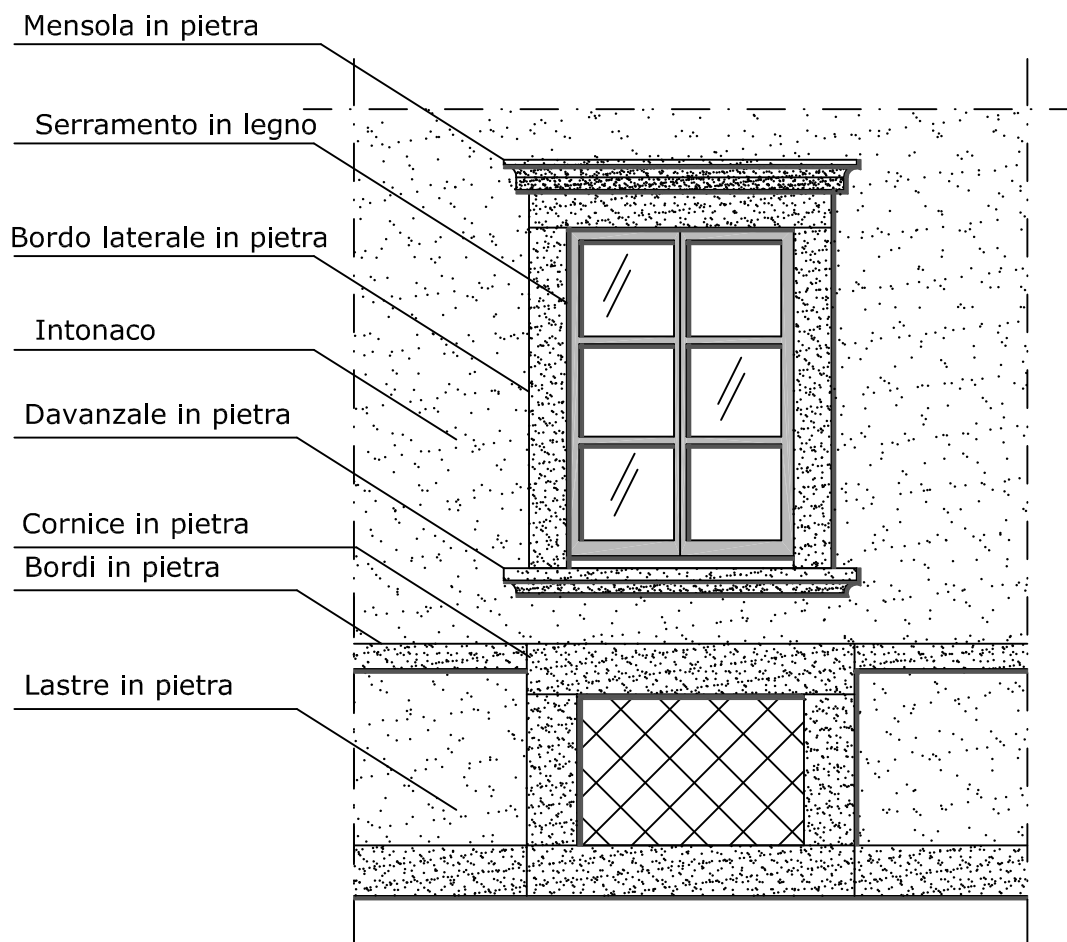 Mensola in pietra
Serramento in legno
Bordo laterale in pietra
Intonaco
Davanzale in pietra
Cornice in pietra
Bordi in pietra
Lastre in pietra